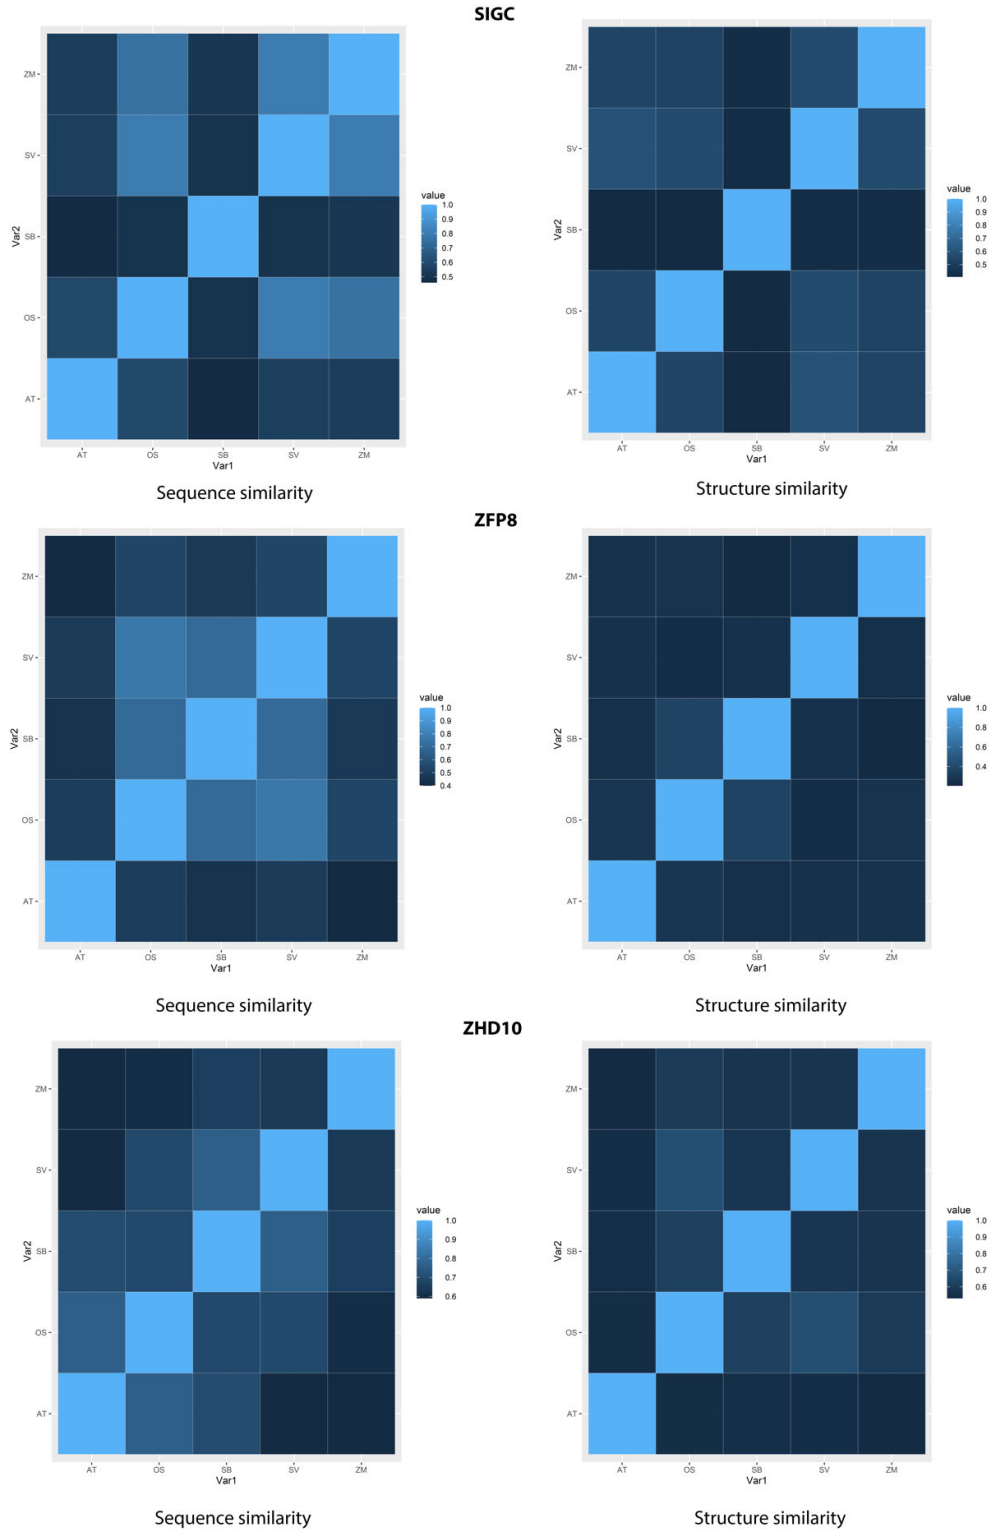 SIGC
ZM
SV
SB
OS
AT
Var2
AT OS SB SV ZM
Var1
value
1.0
0.9
0.8
0.7
0.6
0.5
Sequence similarity
ZM
SV
SB
OS
AT
Var2
AT OS SB SV ZM
Var1
value
1.0
0.9
0.8
0.7
0.6
0.5
Structure similarity
ZFP8
ZM
SV
SB
OS
AT
Var2
AT OS SB SV ZM
Var1
value
1.0
0.9
0.8
0.7
0.6
0.5
0.4
Sequence similarity
ZM
SV
SB
OS
AT
Var2
AT OS SB SV ZM
Var1
value
1.0
0.8
0.6
0.4
Structure similarity
ZHD10
ZM
SV
SB
OS
AT
Var2
AT OS SB SV ZM
Var1
value
1.0
0.9
0.8
0.7
0.6
Sequence similarity
ZM
SV
SB
OS
AT
Var2
AT OS SB SV ZM
Var1
value
1.0
0.9
0.8
0.7
0.6
Structure similarity